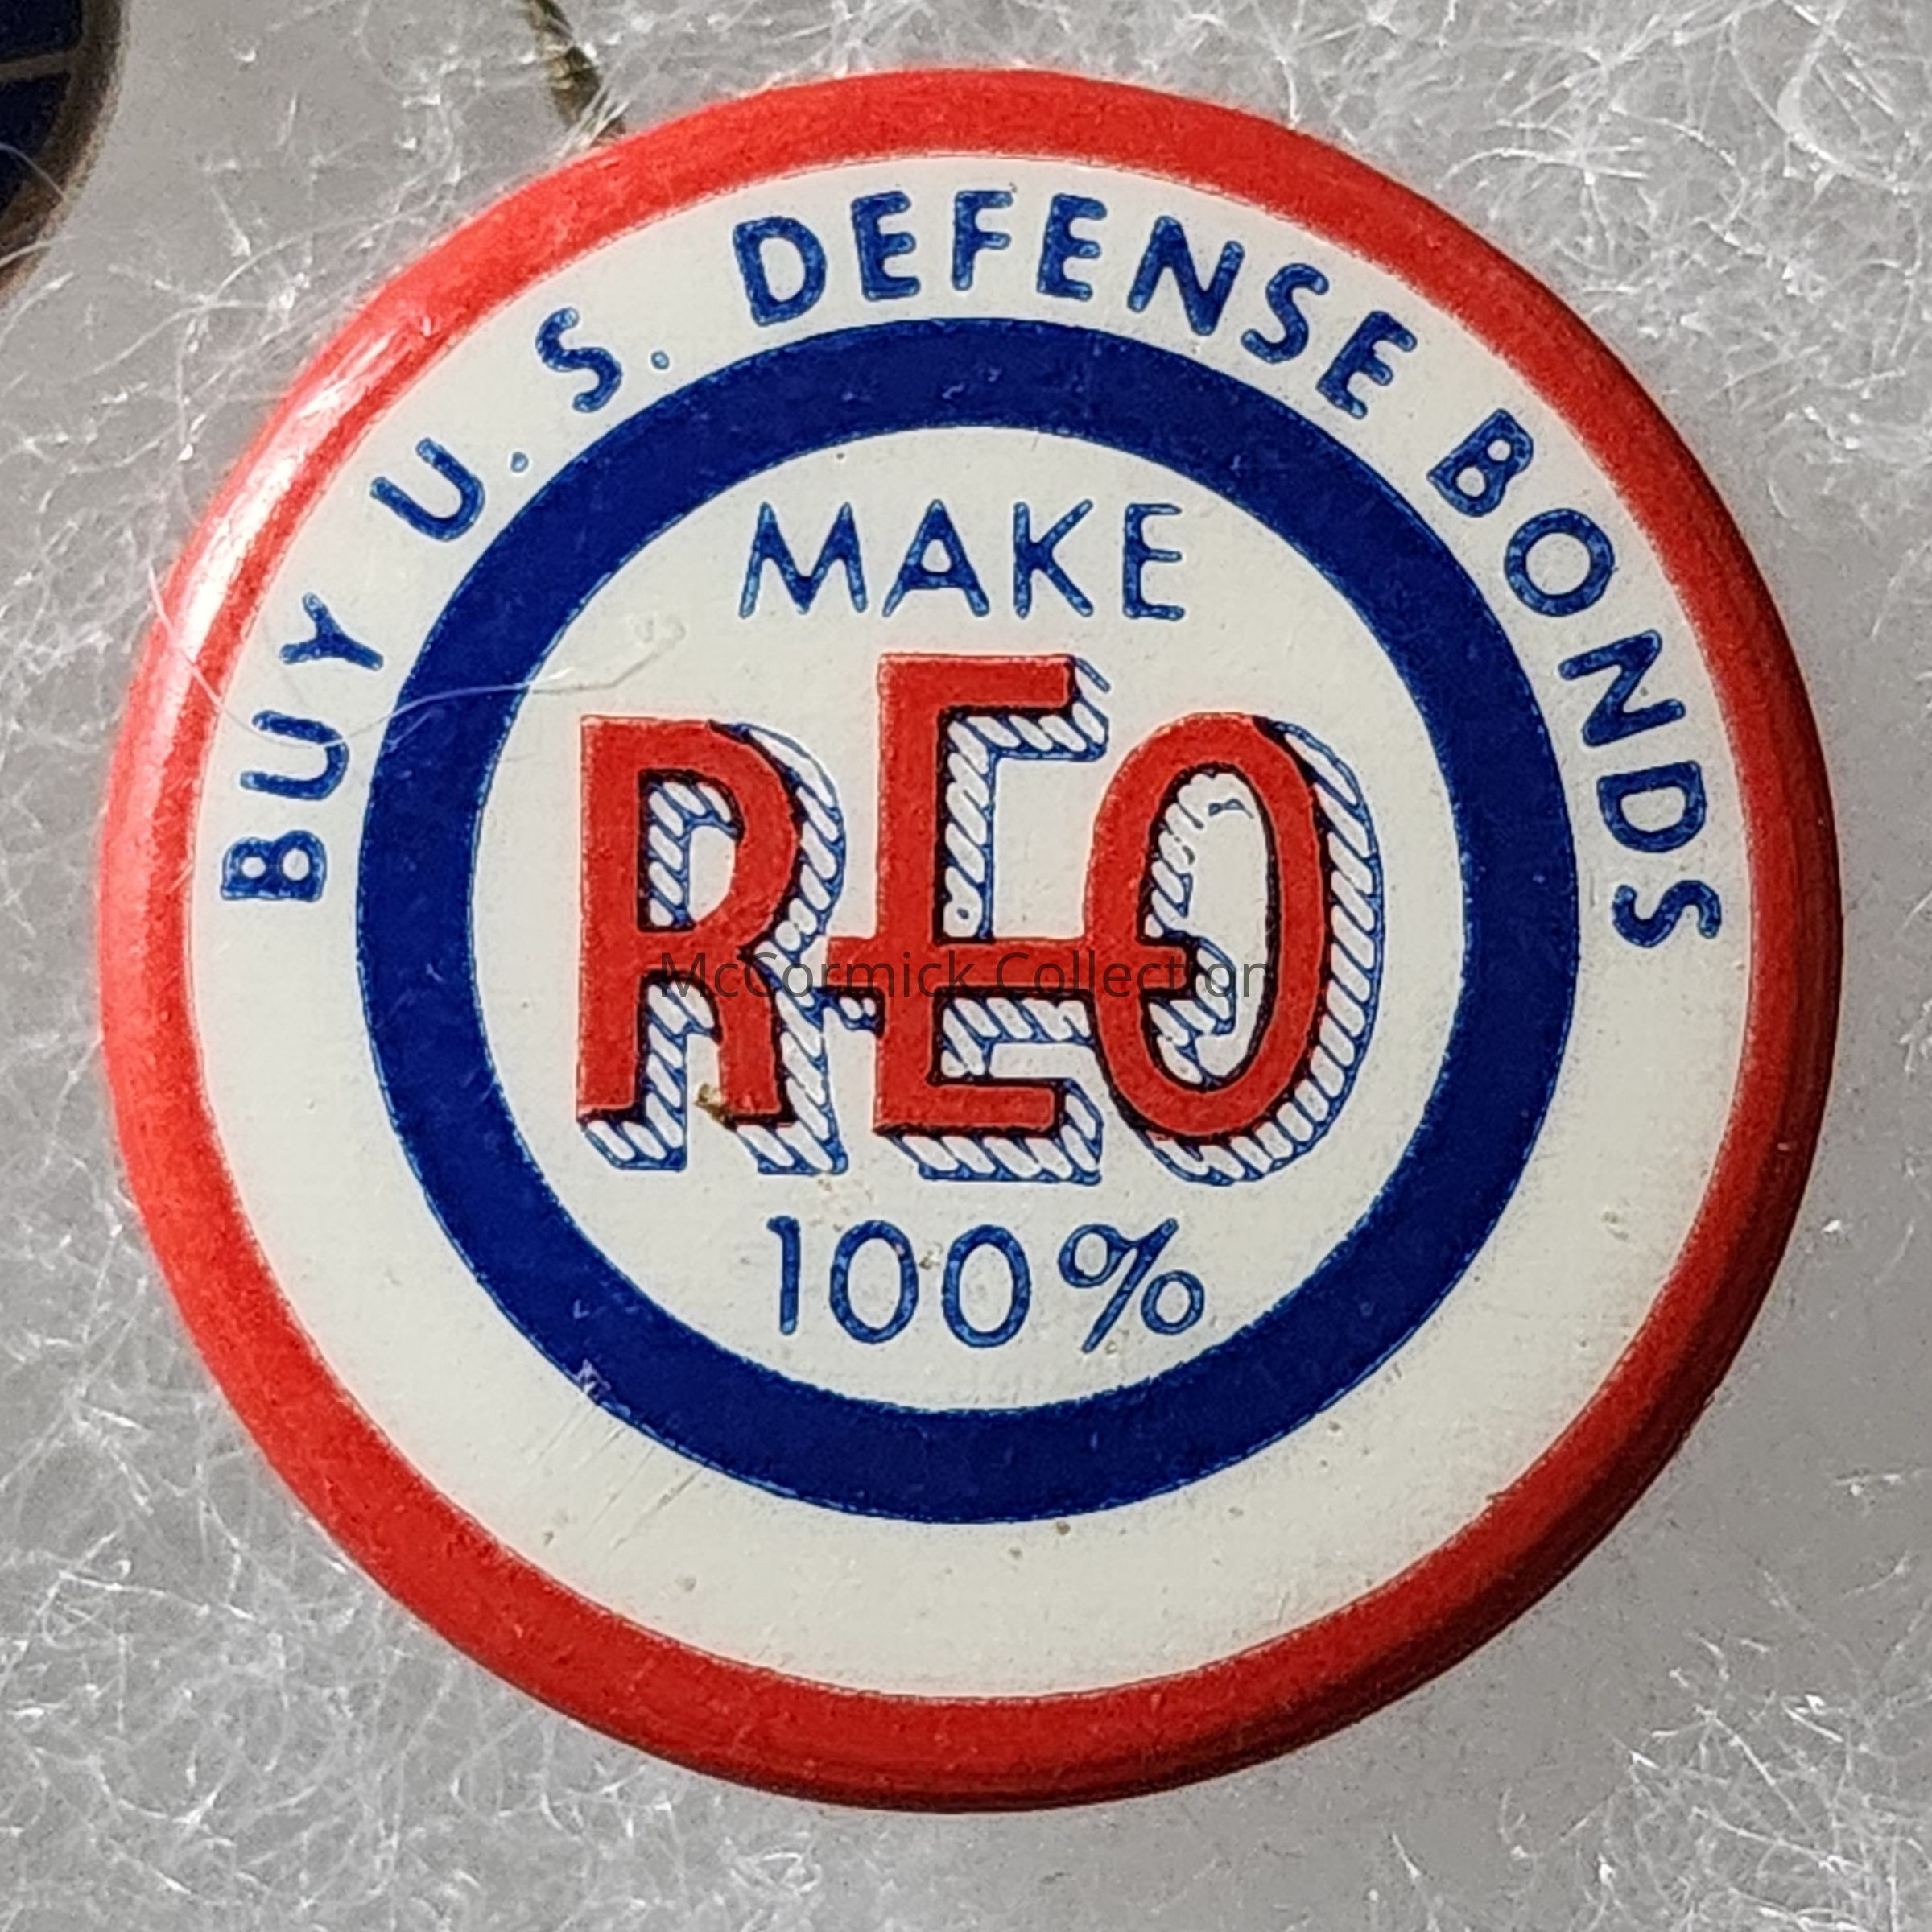 BUY U.S. DEFENSE BONDS
MAKE
REO
McCormick Collection
100%